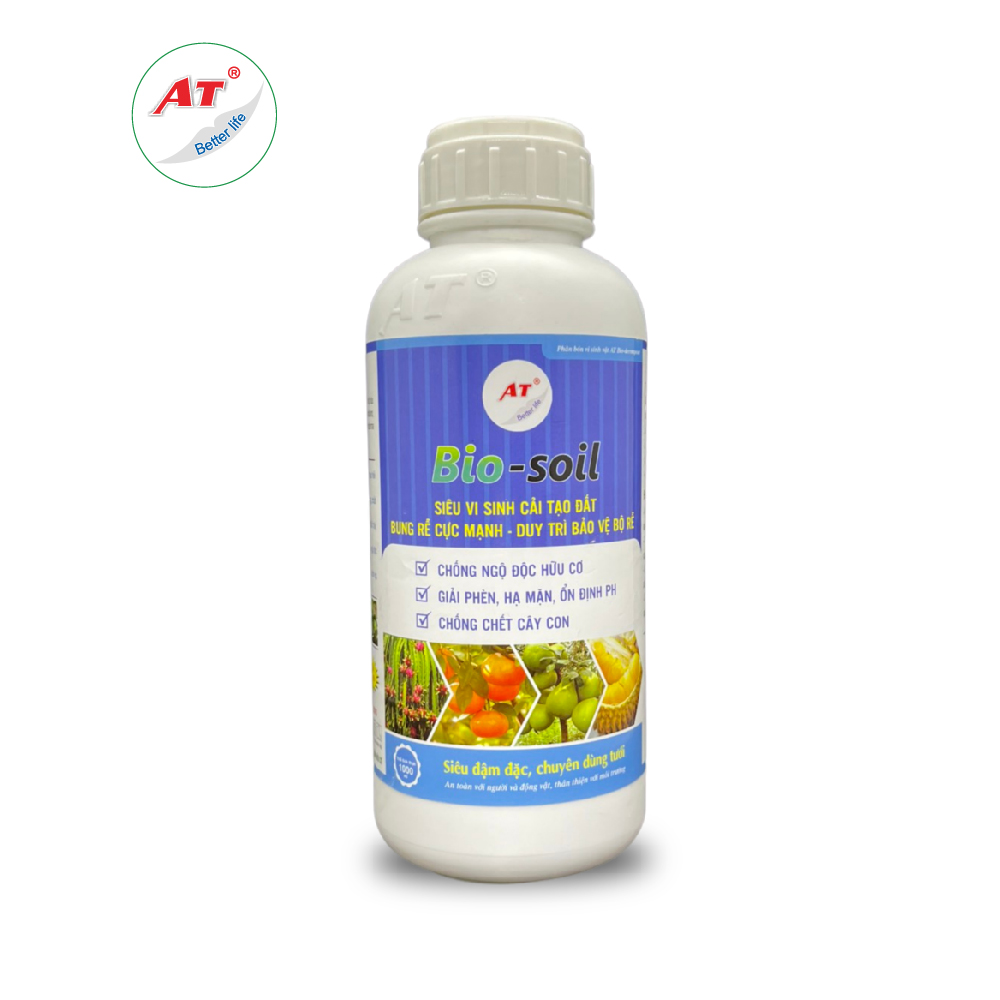 AT®
Better life
AT®
Phân bón vi sinh vật AT
AT®
Better life
Bio-soil
SIÊU VI SINH CẢI TẠO ĐẤT
BUNG RỄ CỰC MẠNH - DUY TRÌ BẢO VỆ BỘ RỄ
CHỐNG NGỘ ĐỘC HỮU CƠ
GIẢI PHÈN, HẠ MẶN, ỔN ĐỊNH PH
CHỐNG CHẾT CÂY CON
1000
Siêu đậm đặc, chuyên dùng tưới
An toàn với người và động vật, thân thiện với môi trường